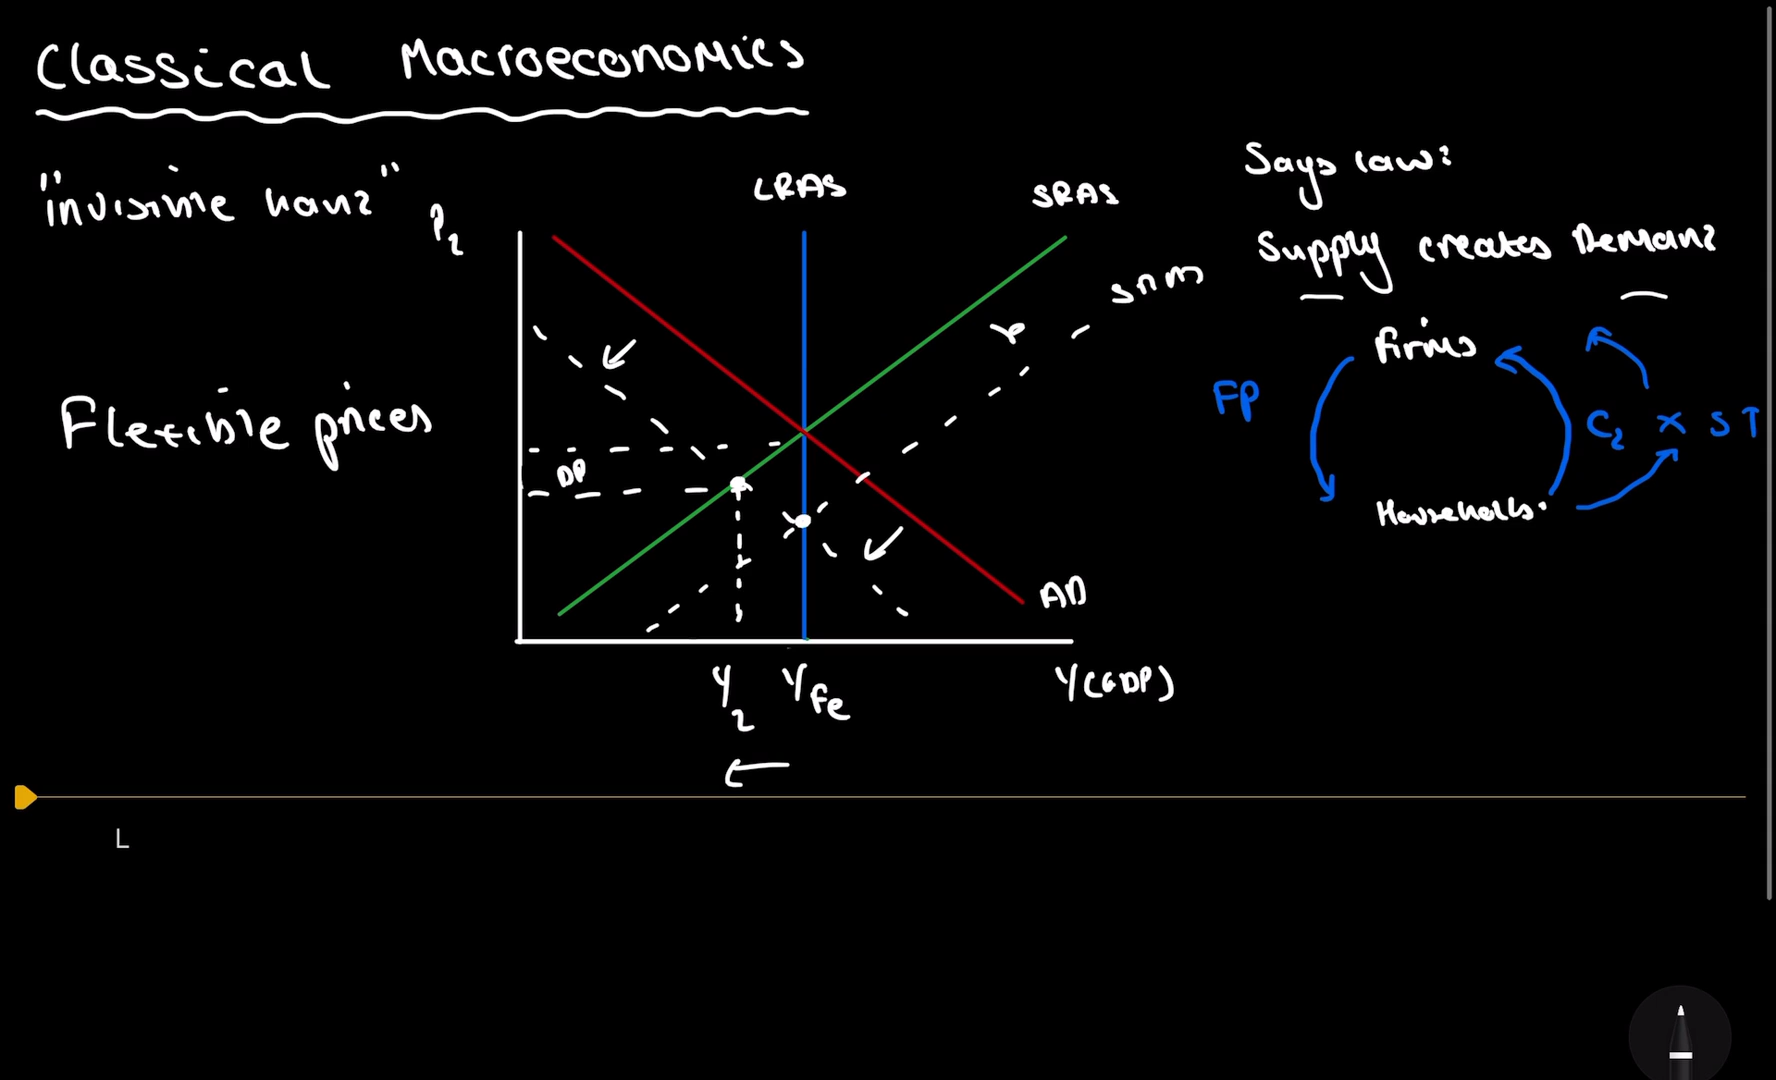 Classical Macroeconomics
"invisible hand"
P2
LRAS
SRAS
Says law:
Supply creates Demand
Flexible prices
DP
AD
Y2
Yfe
Y(GDP)
firms
FP
Households
L